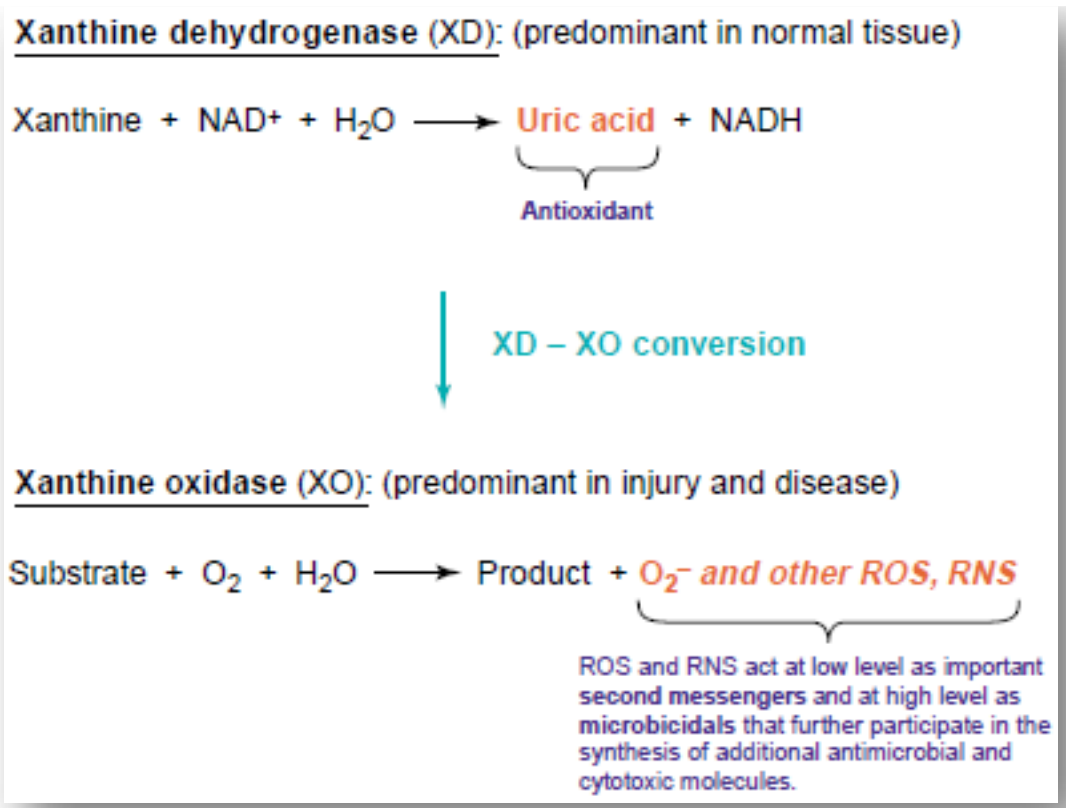 Xanthine dehydrogenase (XD): (predominant in normal tissue)
Xanthine + NAD+ + H₂O ⟶ Uric acid + NADH
Antioxidant
XD – XO conversion
Xanthine oxidase (XO): (predominant in injury and disease)
Substrate + O₂ + H₂O ⟶ Product + O₂⁻ and other ROS, RNS
ROS and RNS act at low level as important
second messengers and at high level as
microbicidals that further participate in the
synthesis of additional antimicrobial and
cytotoxic molecules.